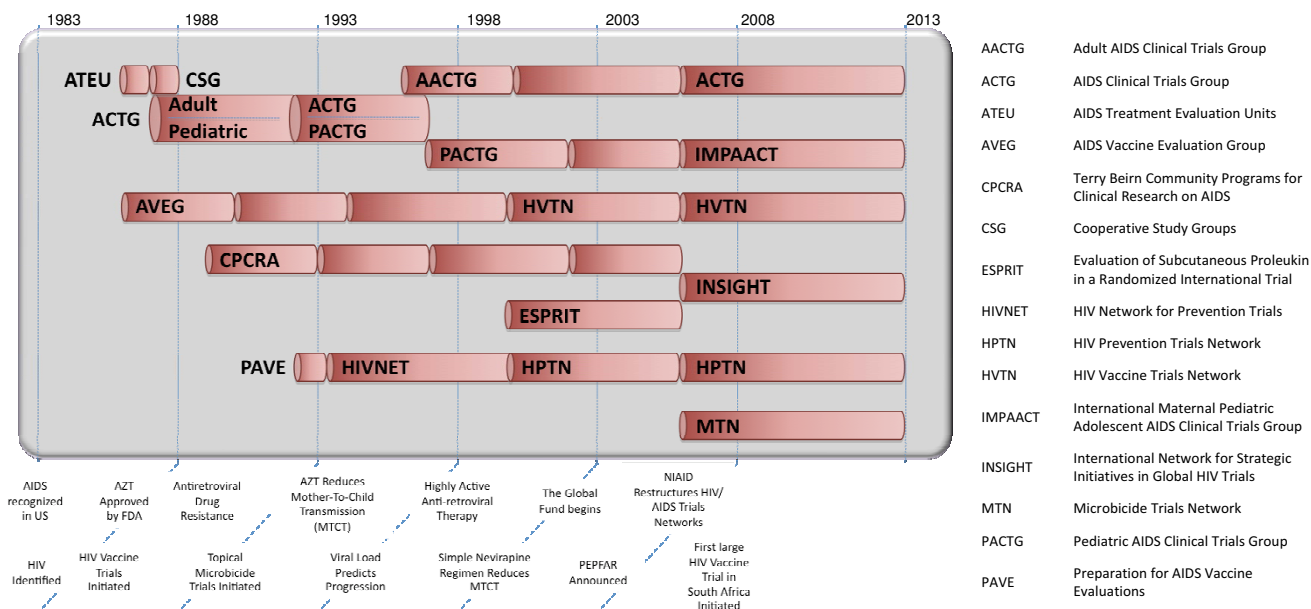 1983 1988 1993 1998 2003 2008 2013
ATEU CSG AACTG ACTG
ACTG Adult ACTG
Pediatric PACTG
PACTG IMPAACT
AVEG HVTN HVTN
CPCRA
INSIGHT
ESPRIT
PAVE HIVNET HPTN HPTN
MTN
AIDS
recognized
in US
AZT
Approved
by FDA
Antiretroviral
Drug
Resistance
AZT Reduces
Mother-To-Child
Transmission
(MTCT)
Highly Active
Anti-retroviral
Therapy
The Global
Fund begins
NIAID
Restructures HIV/
AIDS Trials
Networks
HIV
Identified
HIV Vaccine
Trials
Initiated
Topical
Microbicide
Trials Initiated
Viral Load
Predicts
Progression
Simple Nevirapine
Regimen Reduces
MTCT
PEPFAR
Announced
First large
HIV Vaccine
Trial in
South Africa
Initiated
AACTG Adult AIDS Clinical Trials Group
ACTG AIDS Clinical Trials Group
ATEU AIDS Treatment Evaluation Units
AVEG AIDS Vaccine Evaluation Group
CPCRA Terry Beirn Community Programs for
Clinical Research on AIDS
CSG Cooperative Study Groups
ESPRIT Evaluation of Subcutaneous Proleukin
in a Randomized International Trial
HIVNET HIV Network for Prevention Trials
HPTN HIV Prevention Trials Network
HVTN HIV Vaccine Trials Network
IMPAACT International Maternal Pediatric
Adolescent AIDS Clinical Trials Group
INSIGHT International Network for Strategic
Initiatives in Global HIV Trials
MTN Microbicide Trials Network
PACTG Pediatric AIDS Clinical Trials Group
PAVE Preparation for AIDS Vaccine
Evaluations